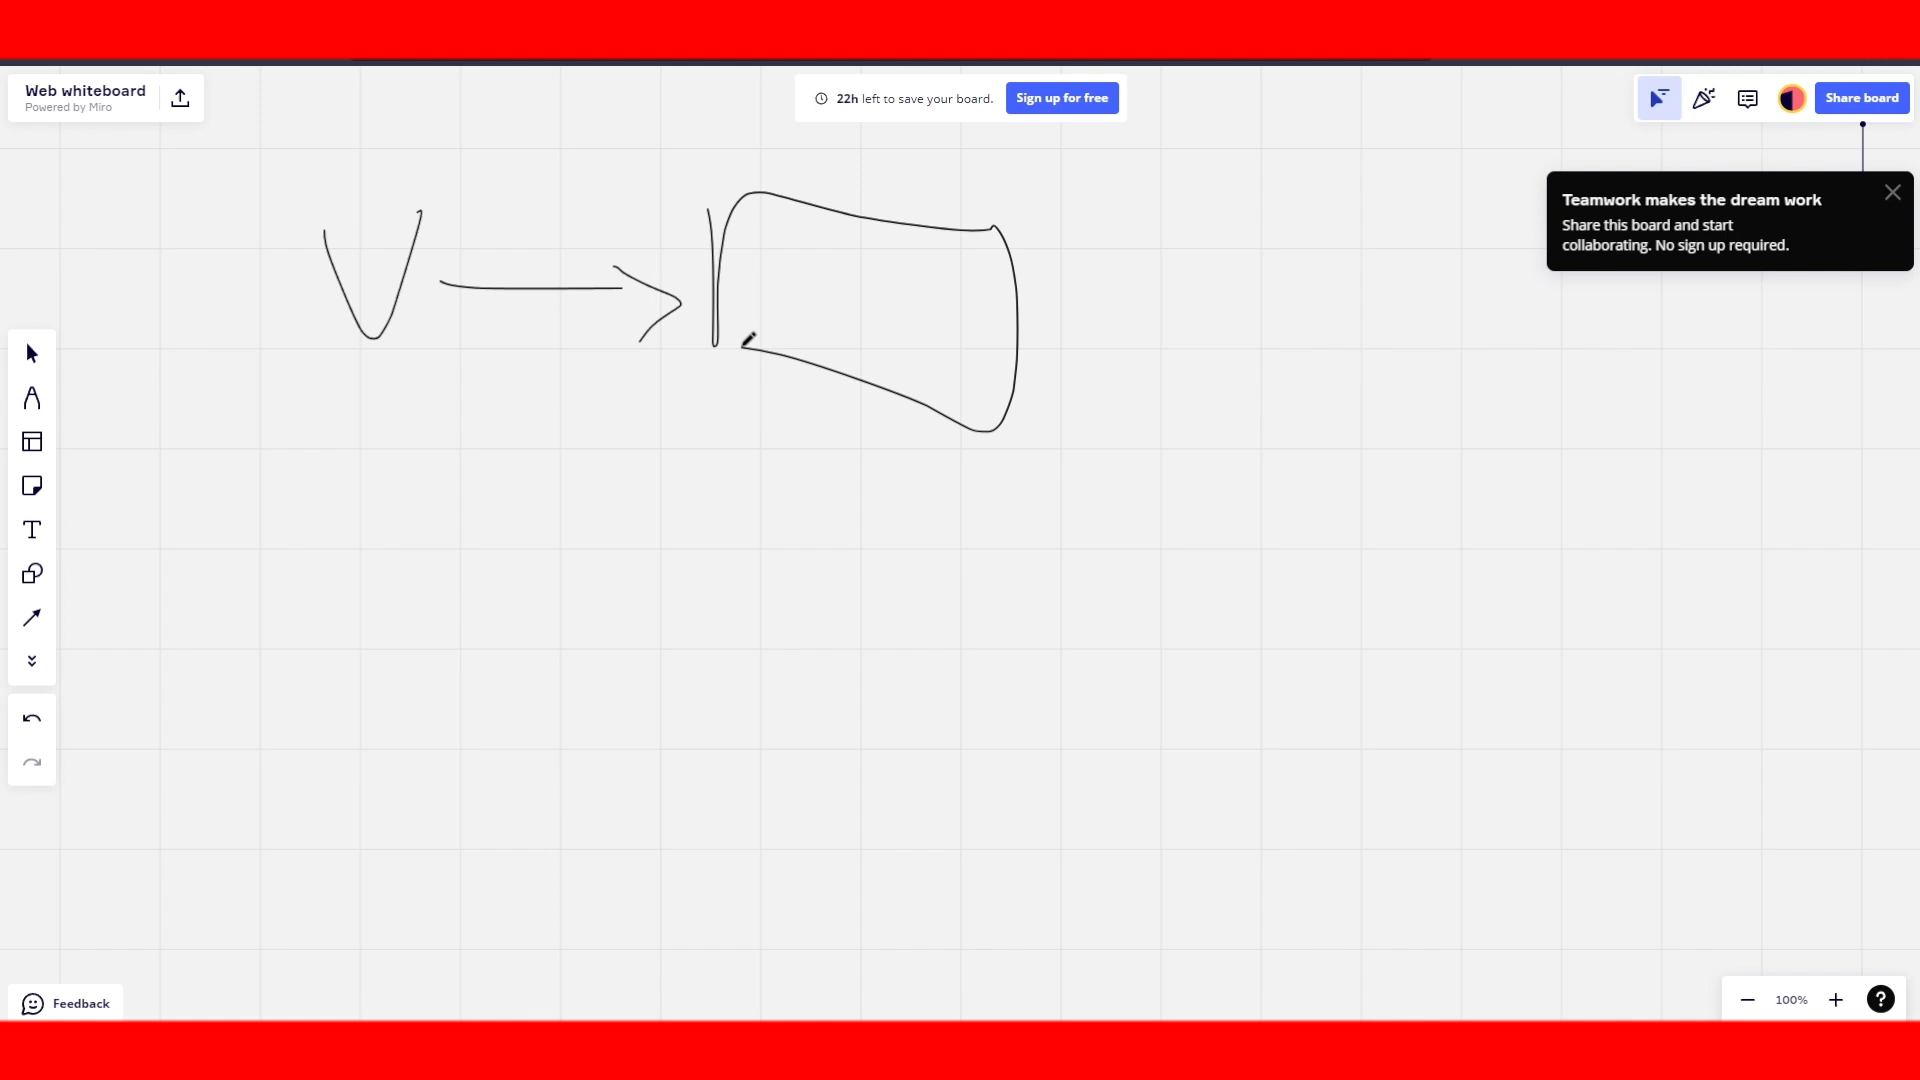 Web whiteboard
Powered by Miro
22h left to save your board.
Sign up for free
Share board
Teamwork makes the dream work
Share this board and start
collaborating. No sign up required.
V
T
Feedback
100%
?